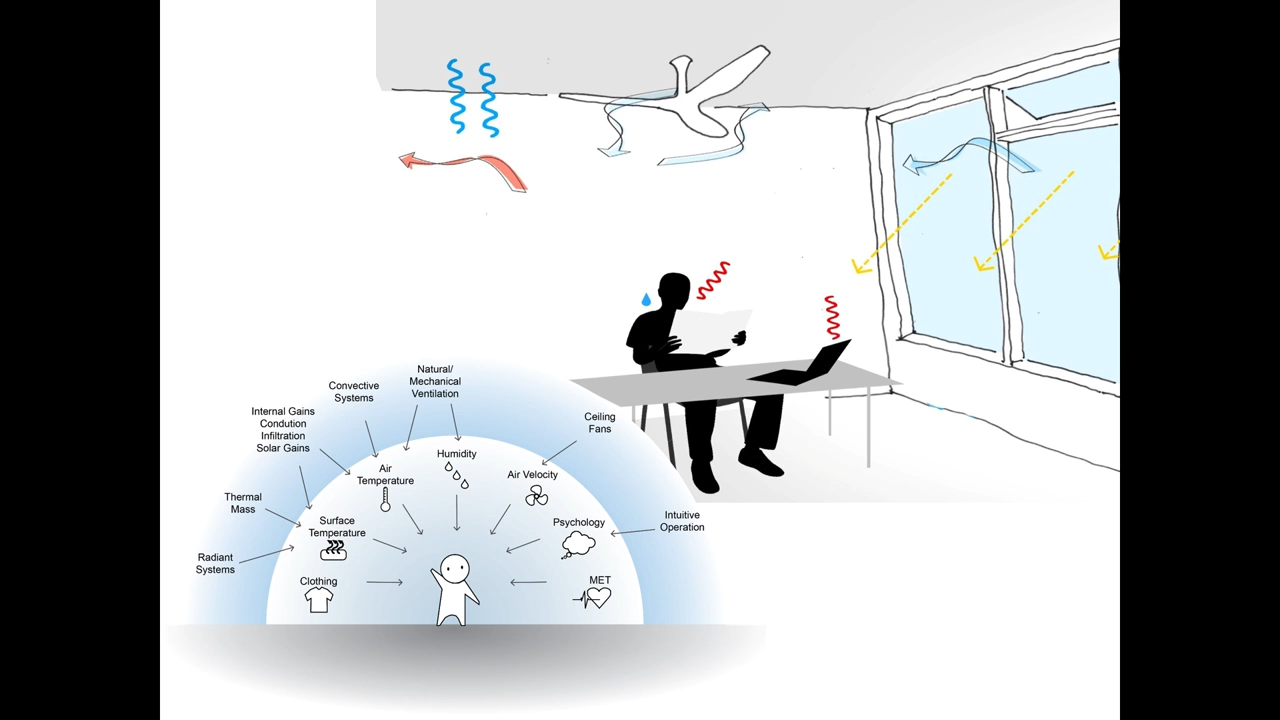 Natural/
Mechanical
Ventilation
Convective
Systems
Internal Gains
Condution
Infiltration
Solar Gains
Ceiling
Fans
Humidity
Air
Temperature
Air Velocity
Thermal
Mass
Surface
Temperature
Psychology
Intuitive
Operation
Radiant
Systems
Clothing
MET